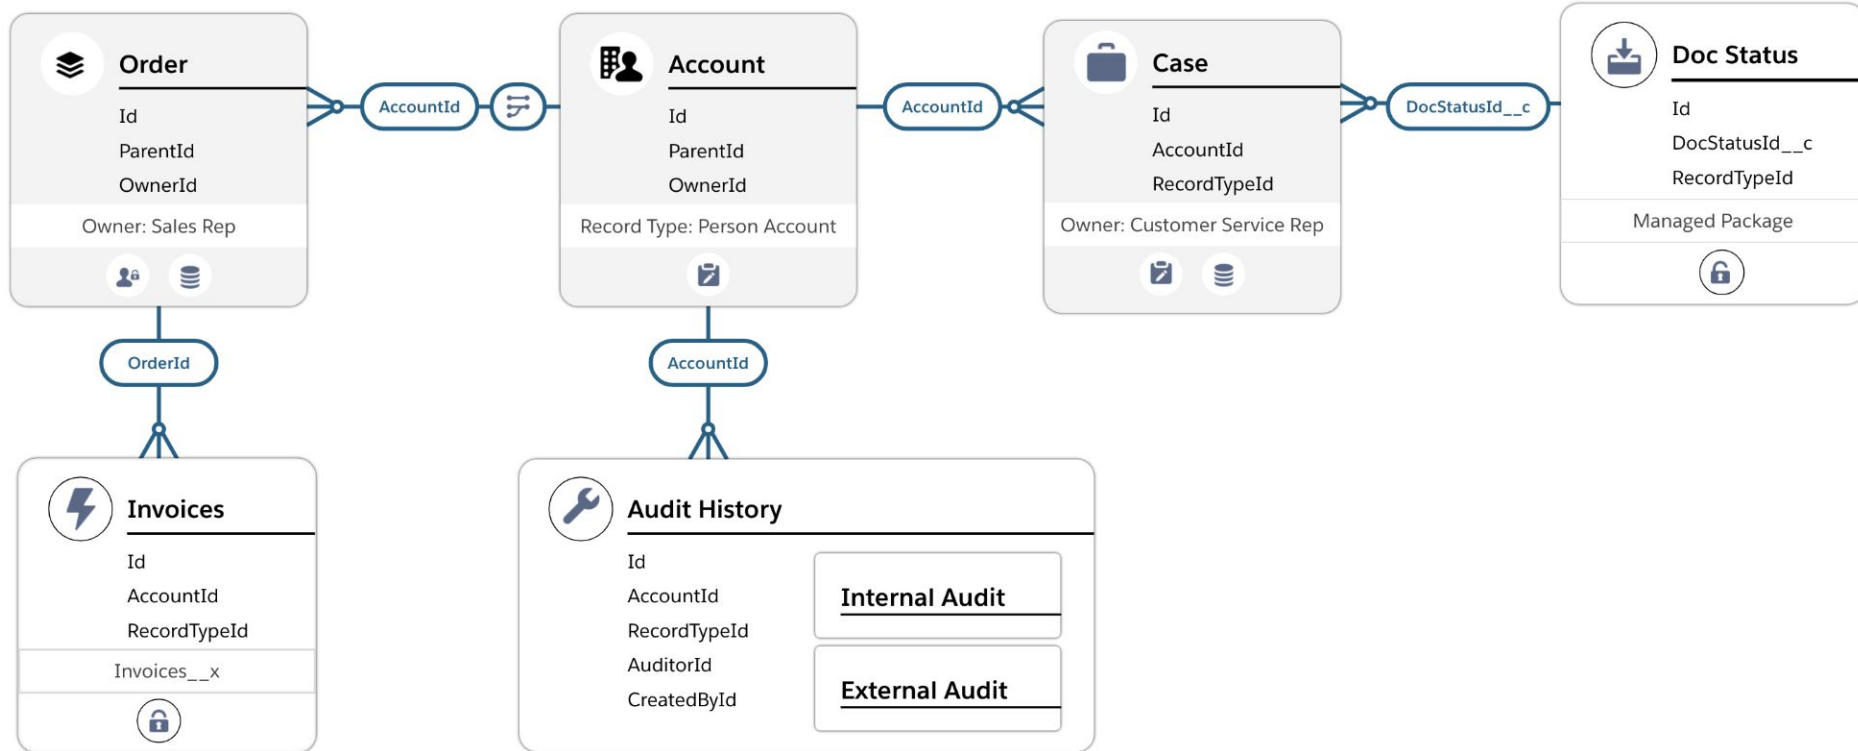 Order
Id
ParentId
OwnerId
Owner: Sales Rep
AccountId
Account
Id
ParentId
OwnerId
Record Type: Person Account
AccountId
Case
Id
AccountId
RecordTypeId
Owner: Customer Service Rep
DocStatusId__c
Doc Status
Id
DocStatusId__c
RecordTypeId
Managed Package
OrderId
AccountId
Invoices
Id
AccountId
RecordTypeId
Invoices__x
Audit History
Id
AccountId
RecordTypeId
AuditorId
CreatedById
Internal Audit
External Audit